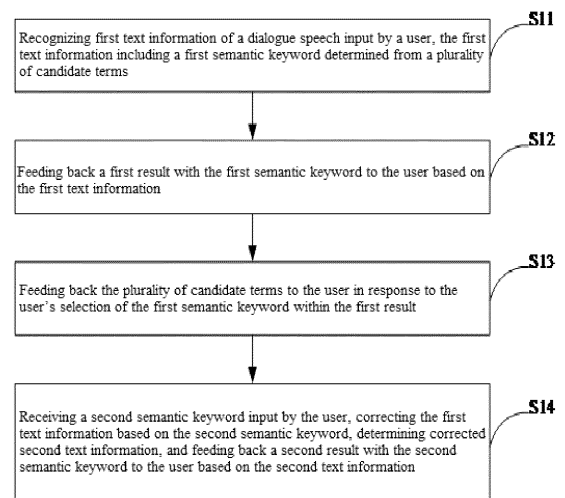 S11
Recognizing first text information of a dialogue speech input by a user, the first
text information including a first semantic keyword determined from a plurality
of candidate terms
S12
Feeding back a first result with the first semantic keyword to the user based on
the first text information
S13
Feeding back the plurality of candidate terms to the user in response to the
user's selection of the first semantic keyword within the first result
S14
Receiving a second semantic keyword input by the user, correcting the first
text information based on the second semantic keyword, determining corrected
second text information, and feeding back a second result with the second
semantic keyword to the user based on the second text information